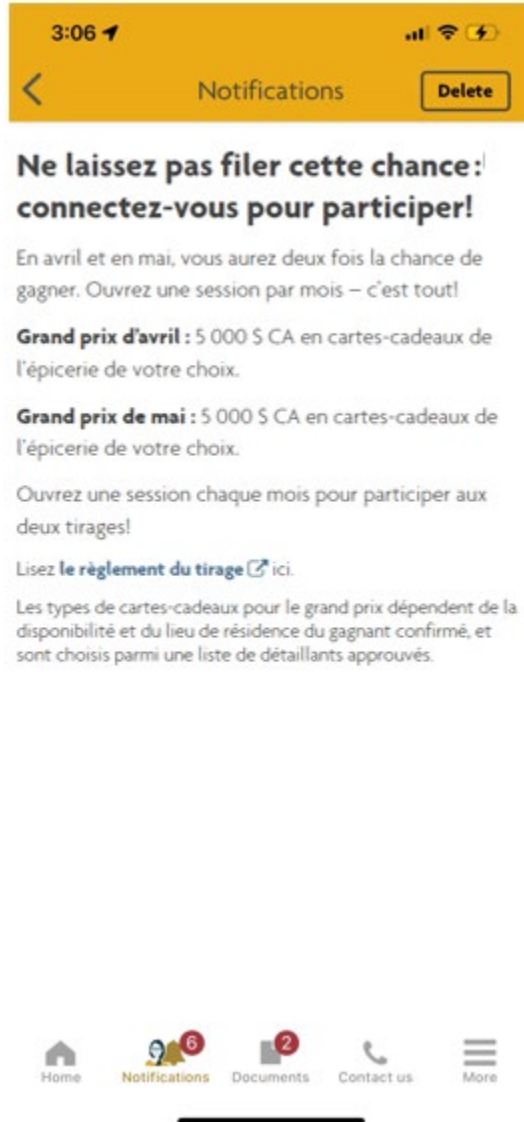 3:06
Notifications
Delete
Ne laissez pas filer cette chance :
connectez-vous pour participer!
En avril et en mai, vous aurez deux fois la chance de
gagner. Ouvrez une session par mois – c'est tout!
Grand prix d'avril : 5 000 $ CA en cartes-cadeaux de
l'épicerie de votre choix.
Grand prix de mai : 5 000 $ CA en cartes-cadeaux de
l'épicerie de votre choix.
Ouvrez une session chaque mois pour participer aux
deux tirages!
Lisez le règlement du tirage ici.
Les types de cartes-cadeaux pour le grand prix dépendent de la
disponibilité et du lieu de résidence du gagnant confirmé, et
sont choisis parmi une liste de détaillants approuvés.
6
2
Home Notifications Documents Contact us More